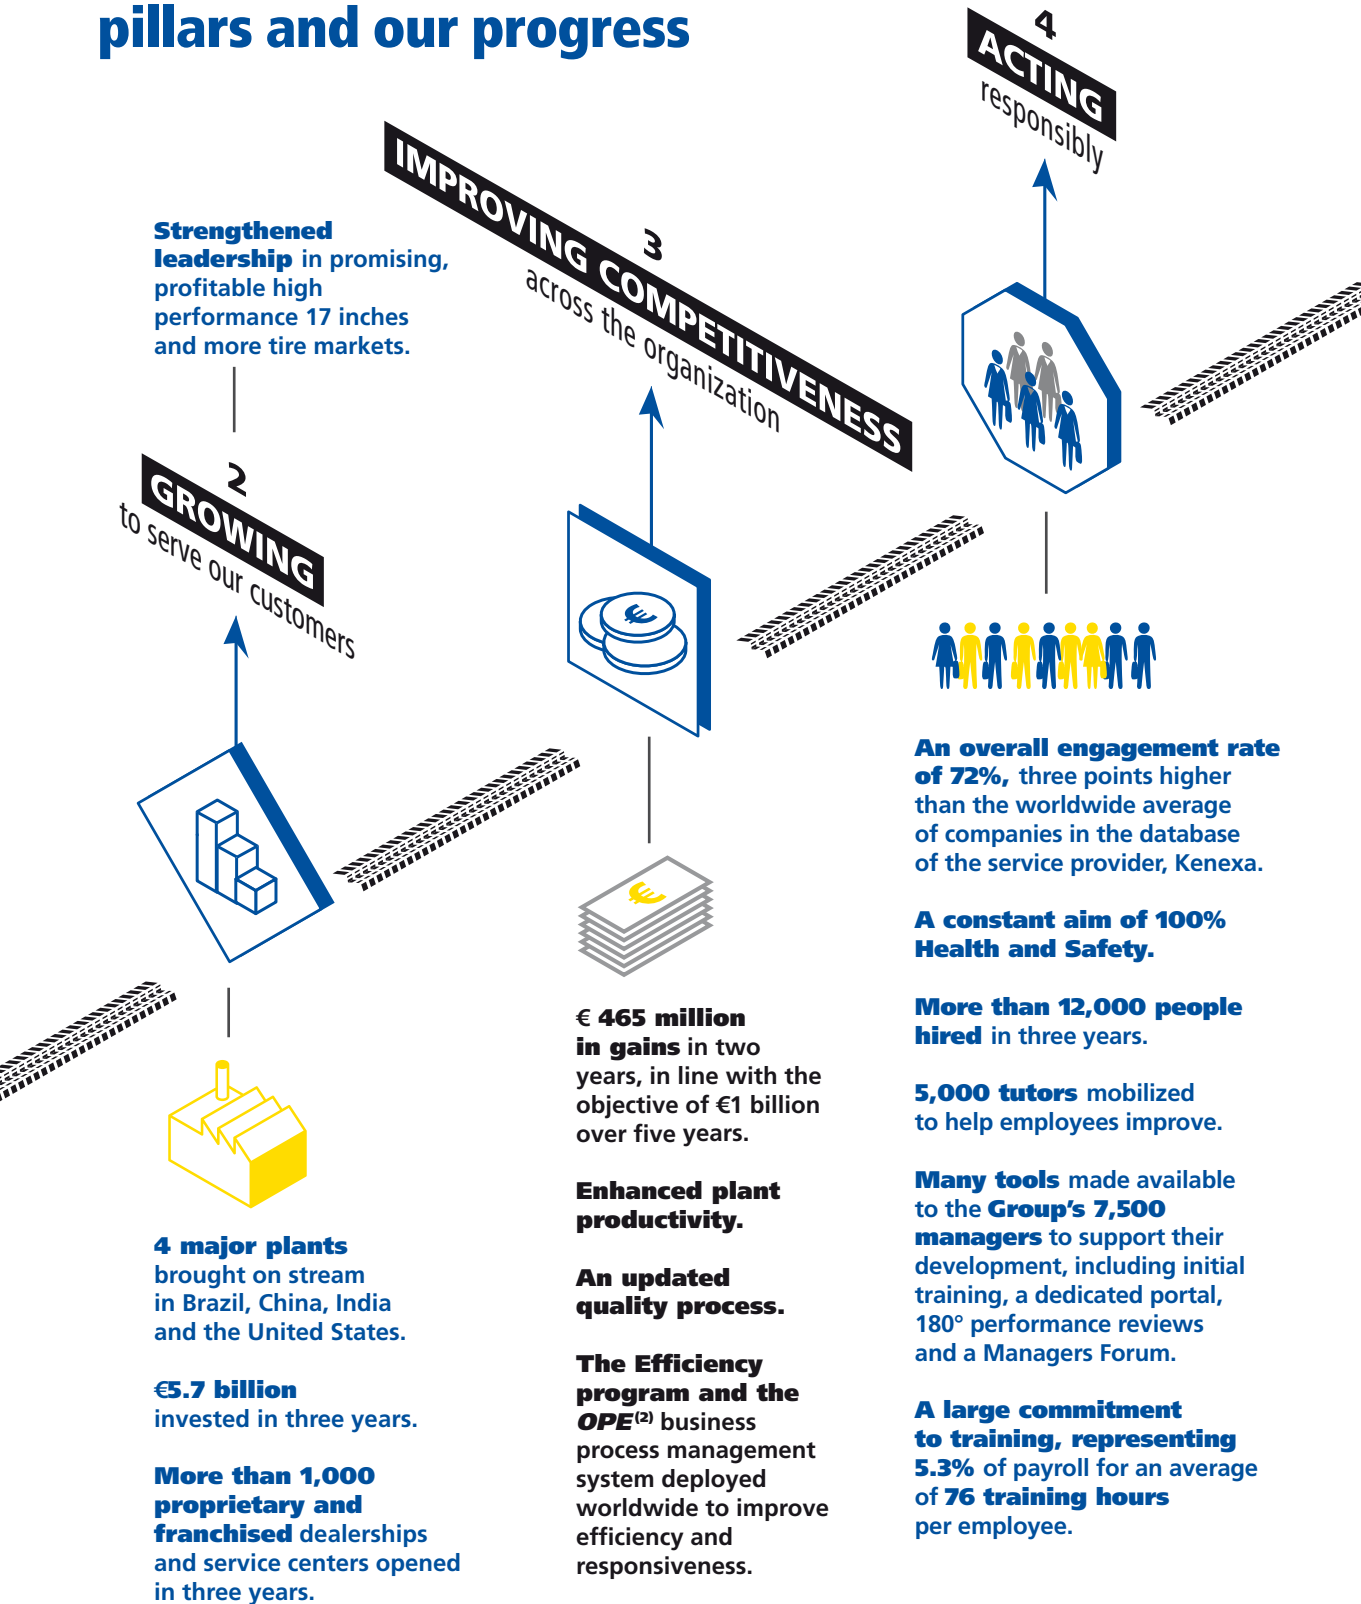 pillars and our progress
Strengthened
leadership in promising,
profitable high
performance 17 inches
and more tire markets.
2
GROWING
to serve our customers
4 major plants
brought on stream
in Brazil, China, India
and the United States.
€5.7 billion
invested in three years.
More than 1,000
proprietary and
franchised dealerships
and service centers opened
in three years.
3
IMPROVING COMPETITIVENESS
across the organization
€
€
€ 465 million
in gains in two
years, in line with the
objective of €1 billion
over five years.
Enhanced plant
productivity.
An updated
quality process.
The Efficiency
program and the
OPE(2) business
process management
system deployed
worldwide to improve
efficiency and
responsiveness.
4
ACTING
responsibly
An overall engagement rate
of 72%, three points higher
than the worldwide average
of companies in the database
of the service provider, Kenexa.
A constant aim of 100%
Health and Safety.
More than 12,000 people
hired in three years.
5,000 tutors mobilized
to help employees improve.
Many tools made available
to the Group’s 7,500
managers to support their
development, including initial
training, a dedicated portal,
180° performance reviews
and a Managers Forum.
A large commitment
to training, representing
5.3% of payroll for an average
of 76 training hours
per employee.